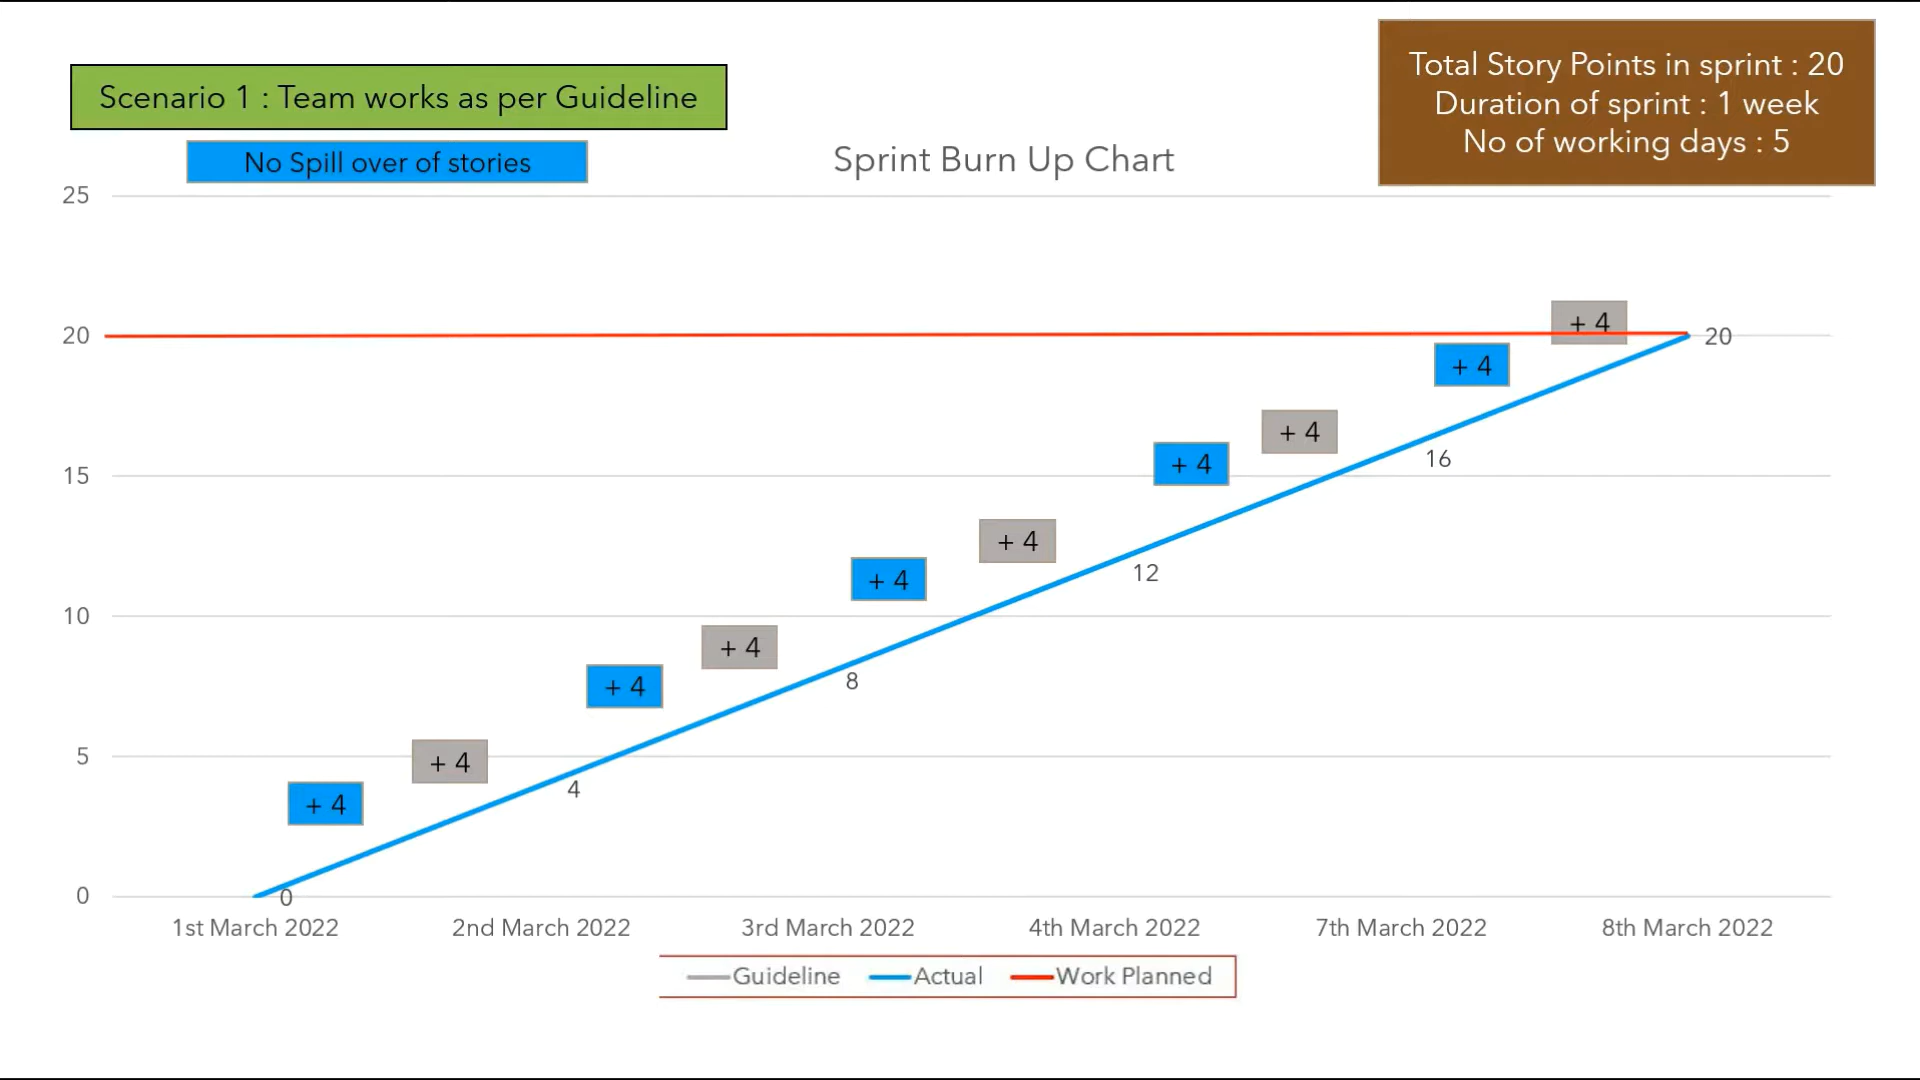 Scenario 1 : Team works as per Guideline
No Spill over of stories
Total Story Points in sprint : 20
Duration of sprint : 1 week
No of working days : 5
Sprint Burn Up Chart
25
20
15
10
5
0
+ 4
+ 4
+ 4
+ 4
+ 4
+ 4
+ 4
+ 4
+ 4
+ 4
0
4
8
12
16
20
1st March 2022
2nd March 2022
3rd March 2022
4th March 2022
7th March 2022
8th March 2022
Guideline
Actual
Work Planned